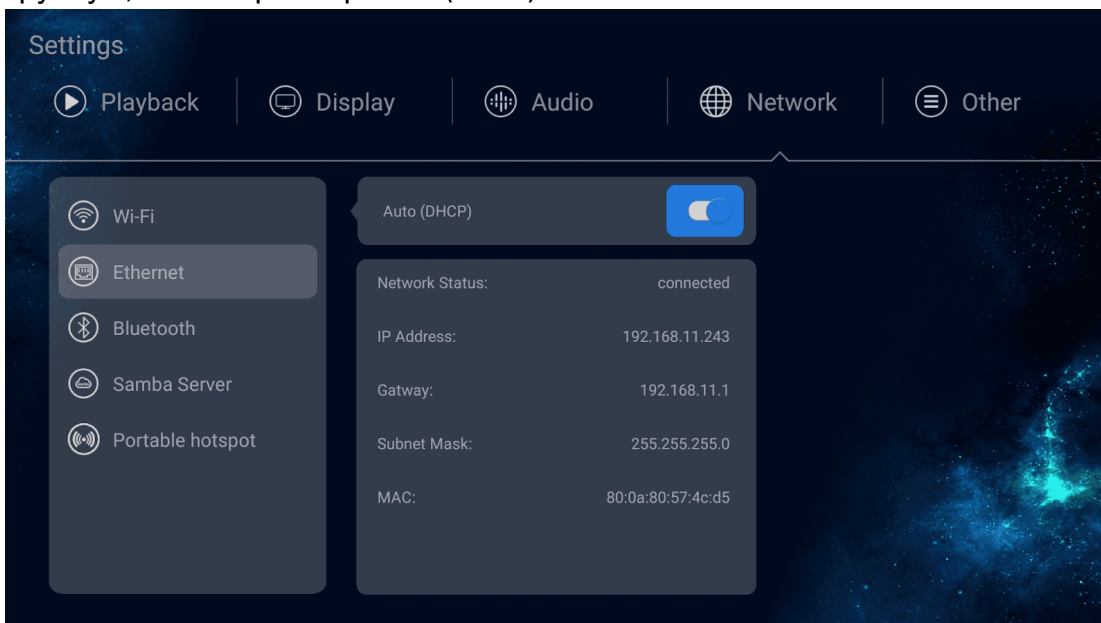 Settings
Playback
Display
Audio
Network
Other
Wi-Fi
Ethernet
Bluetooth
Samba Server
Portable hotspot
Auto (DHCP)
Network Status: connected
IP Address: 192.168.11.243
Gatway: 192.168.11.1
Subnet Mask: 255.255.255.0
MAC: 80:0a:80:57:4c:d5